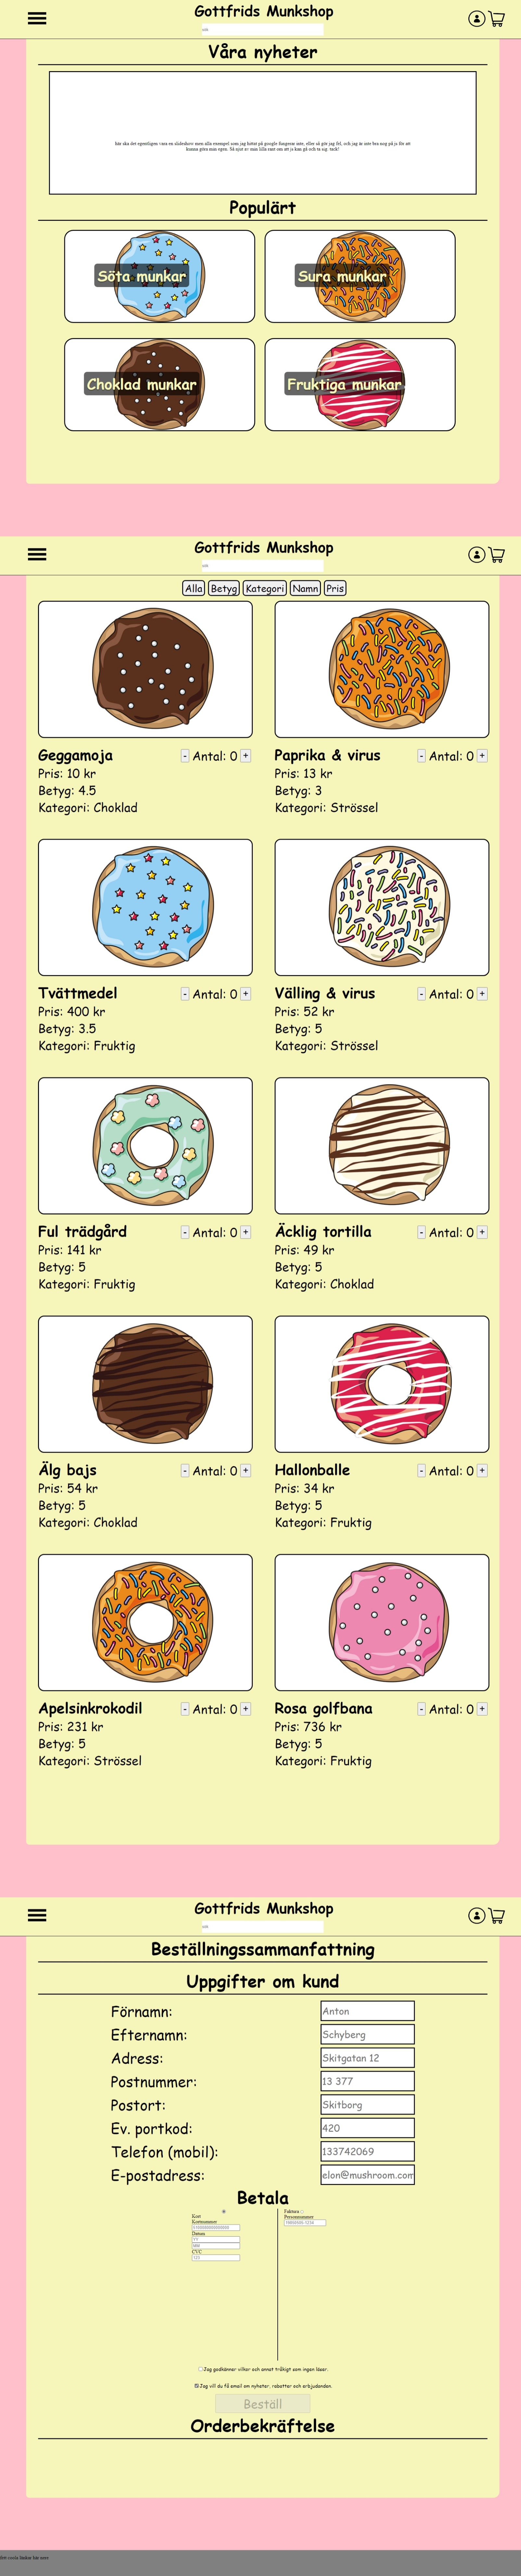 Gottfrids Munkshop
sök
Våra nyheter
här ska det egentligen vara en slideshow men alla exempel som jag hittat på google fungerar inte, eller så gör jag fel, och jag är inte bra nog på js för att
kunna göra min egen. Så njut av min lilla ruta om att jo kan gå och ta sig. tack!
Populärt
Söta munkar
Sura munkar
Choklad munkar
Fruktiga munkar
Gottfrids Munkshop
sök
Alla Betyg Kategori Namn Pris
Geggamoja - Antal: 0 +
Pris: 10 kr
Betyg: 4.5
Kategori: Choklad
Paprika & virus - Antal: 0 +
Pris: 13 kr
Betyg: 3
Kategori: Strössel
Tvättmedel - Antal: 0 +
Pris: 400 kr
Betyg: 3.5
Kategori: Fruktig
Välling & virus - Antal: 0 +
Pris: 52 kr
Betyg: 5
Kategori: Strössel
Ful trädgård - Antal: 0 +
Pris: 141 kr
Betyg: 5
Kategori: Fruktig
Äcklig tortilla - Antal: 0 +
Pris: 49 kr
Betyg: 5
Kategori: Choklad
Älg bajs - Antal: 0 +
Pris: 54 kr
Betyg: 5
Kategori: Choklad
Hallonballe - Antal: 0 +
Pris: 34 kr
Betyg: 5
Kategori: Fruktig
Apelsinkrokodil - Antal: 0 +
Pris: 231 kr
Betyg: 5
Kategori: Strössel
Rosa golfbana - Antal: 0 +
Pris: 736 kr
Betyg: 5
Kategori: Fruktig
Gottfrids Munkshop
sök
Beställningssammanfattning
Uppgifter om kund
Förnamn: Anton
Efternamn: Schyberg
Adress: Skitgatan 12
Postnummer: 13 377
Postort: Skitborg
Ev. portkod: 420
Telefon (mobil): 133742069
E-postadress: elon@mushroom.com
Betala
Kort
Kortnummer
Datum
YY
MM
CVC
123
Faktura
Personnummer
Jag godkänner vilkor och annat tråkigt som ingen läser.
Jag vill du få email om nyheter, rabatter och erbjudanden.
Beställ
Orderbekräftelse